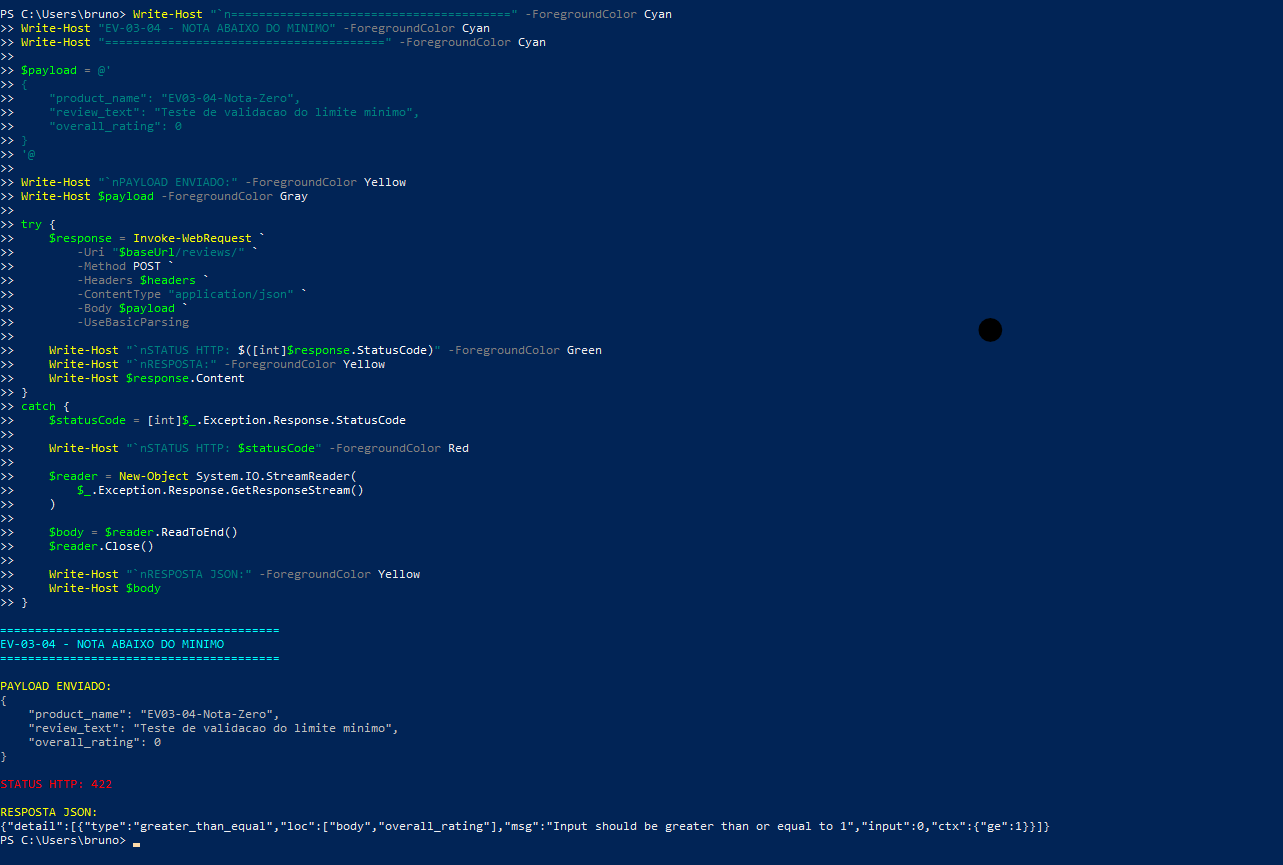 PS C:\Users\bruno> Write-Host "`n========================================" -ForegroundColor Cyan
>> Write-Host "EV-03-04 - NOTA ABAIXO DO MINIMO" -ForegroundColor Cyan
>> Write-Host "========================================" -ForegroundColor Cyan
>>
>> $payload = @'
>> {
>>     "product_name": "EV03-04-Nota-Zero",
>>     "review_text": "Teste de validacao do limite minimo",
>>     "overall_rating": 0
>> }
>> '@
>>
>> Write-Host "`nPAYLOAD ENVIADO:" -ForegroundColor Yellow
>> Write-Host $payload -ForegroundColor Gray
>>
>> try {
>>     $response = Invoke-WebRequest `
>>         -Uri "$baseUrl/reviews/" `
>>         -Method POST `
>>         -Headers $headers `
>>         -ContentType "application/json" `
>>         -Body $payload `
>>         -UseBasicParsing
>>
>>     Write-Host "`nSTATUS HTTP: $([int]$response.StatusCode)" -ForegroundColor Green
>>     Write-Host "`nRESPOSTA:" -ForegroundColor Yellow
>>     Write-Host $response.Content
>> }
>> catch {
>>     $statusCode = [int]$_.Exception.Response.StatusCode
>>
>>     Write-Host "`nSTATUS HTTP: $statusCode" -ForegroundColor Red
>>
>>     $reader = New-Object System.IO.StreamReader(
>>         $_.Exception.Response.GetResponseStream()
>>     )
>>
>>     $body = $reader.ReadToEnd()
>>     $reader.Close()
>>
>>     Write-Host "`nRESPOSTA JSON:" -ForegroundColor Yellow
>>     Write-Host $body
>> }

========================================
EV-03-04 - NOTA ABAIXO DO MINIMO
========================================

PAYLOAD ENVIADO:
{
    "product_name": "EV03-04-Nota-Zero",
    "review_text": "Teste de validacao do limite minimo",
    "overall_rating": 0
}

STATUS HTTP: 422

RESPOSTA JSON:
{"detail":[{"type":"greater_than_equal","loc":["body","overall_rating"],"msg":"Input should be greater than or equal to 1","input":0,"ctx":{"ge":1}}]}
PS C:\Users\bruno>